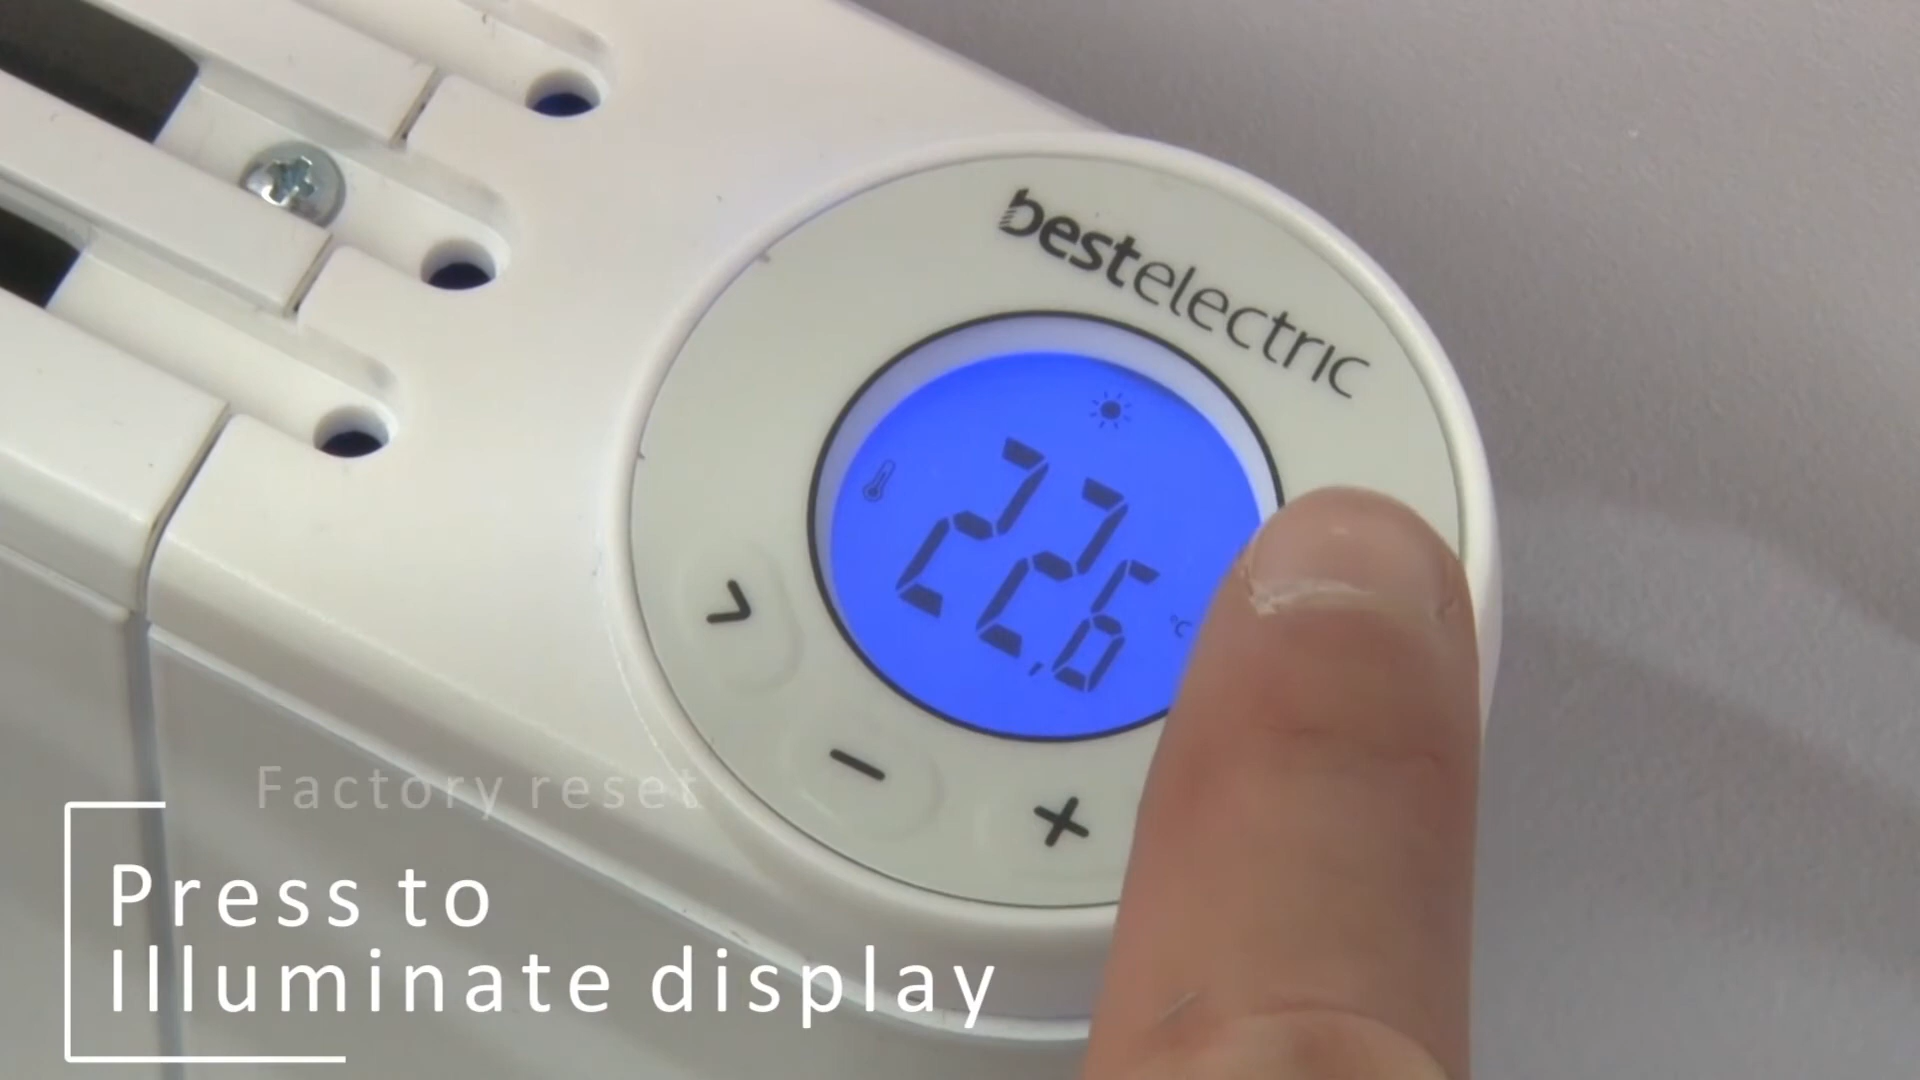 bestelectric
22,6 °C
Factory reset
Press to
Illuminate display